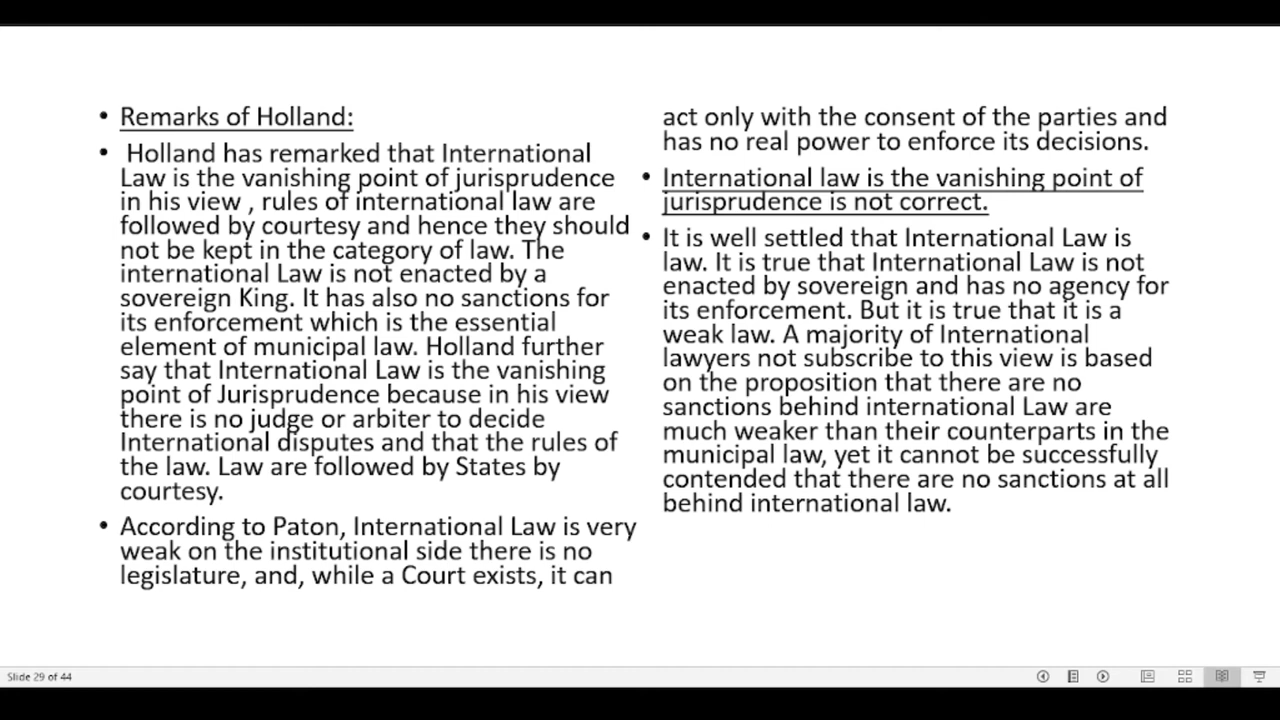 • Remarks of Holland:
• Holland has remarked that International
Law is the vanishing point of jurisprudence
in his view , rules of international law are
followed by courtesy and hence they should
not be kept in the category of law. The
international Law is not enacted by a
sovereign King. It has also no sanctions for
its enforcement which is the essential
element of municipal law. Holland further
say that International Law is the vanishing
point of Jurisprudence because in his view
there is no judge or arbiter to decide
International disputes and that the rules of
the law. Law are followed by States by
courtesy.
• According to Paton, International Law is very
weak on the institutional side there is no
legislature, and, while a Court exists, it can
act only with the consent of the parties and
has no real power to enforce its decisions.
• International law is the vanishing point of
jurisprudence is not correct.
• It is well settled that International Law is
law. It is true that International Law is not
enacted by sovereign and has no agency for
its enforcement. But it is true that it is a
weak law. A majority of International
lawyers not subscribe to this view is based
on the proposition that there are no
sanctions behind international Law are
much weaker than their counterparts in the
municipal law, yet it cannot be successfully
contended that there are no sanctions at all
behind international law.
Slide 29 of 44